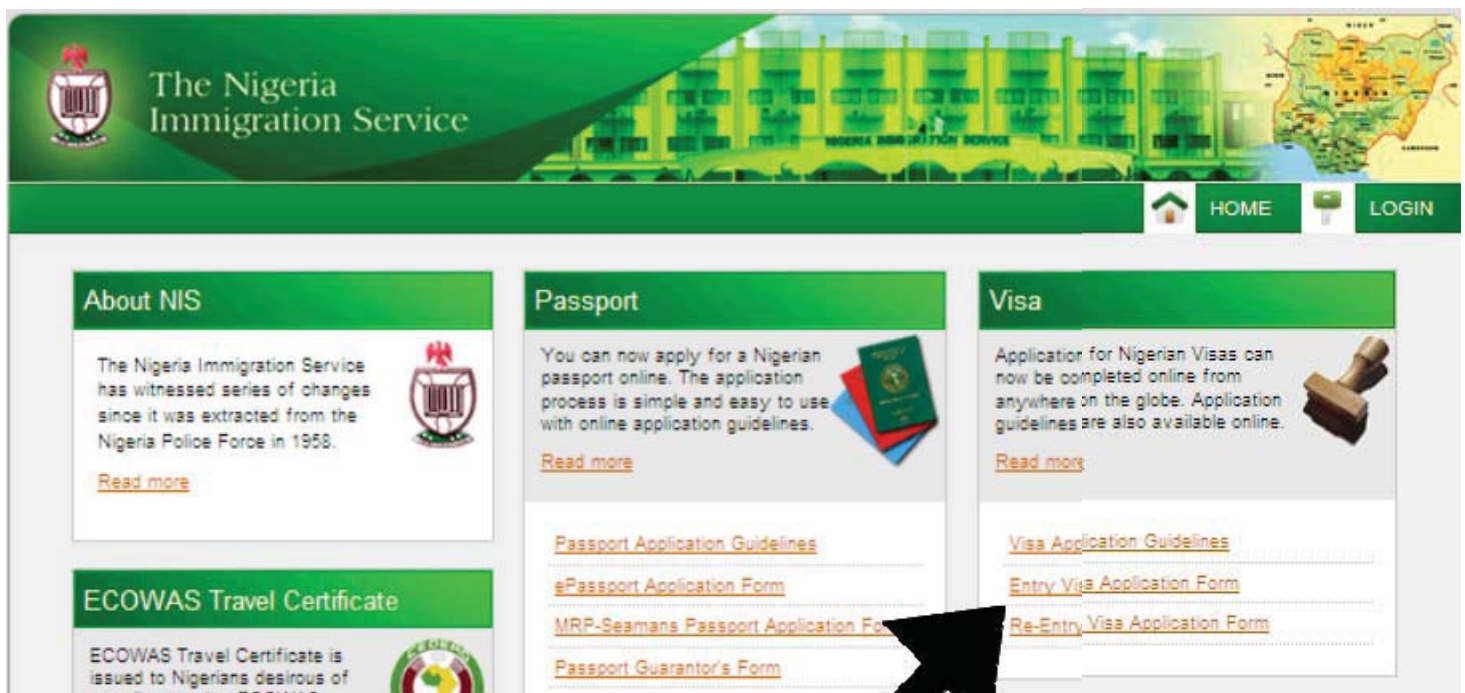 The Nigeria
Immigration Service
NIGERIA IMMIGRATION SERVICE
NIGER
HOME
LOGIN
About NIS
The Nigeria Immigration Service
has witnessed series of changes
since it was extracted from the
Nigeria Police Force in 1958.
Read more
ECOWAS Travel Certificate
ECOWAS Travel Certificate is
issued to Nigerians desirous of
Passport
You can now apply for a Nigerian
passport online. The application
process is simple and easy to use
with online application guidelines.
Read more
Passport Application Guidelines
ePassport Application Form
MRP-Seamans Passport Application Fo
Passport Guarantor's Form
Visa
Application for Nigerian Visas can
now be completed online from
anywhere on the globe. Application
guidelines are also available online.
Read more
Visa Application Guidelines
Entry Visa Application Form
Re-Entry Visa Application Form